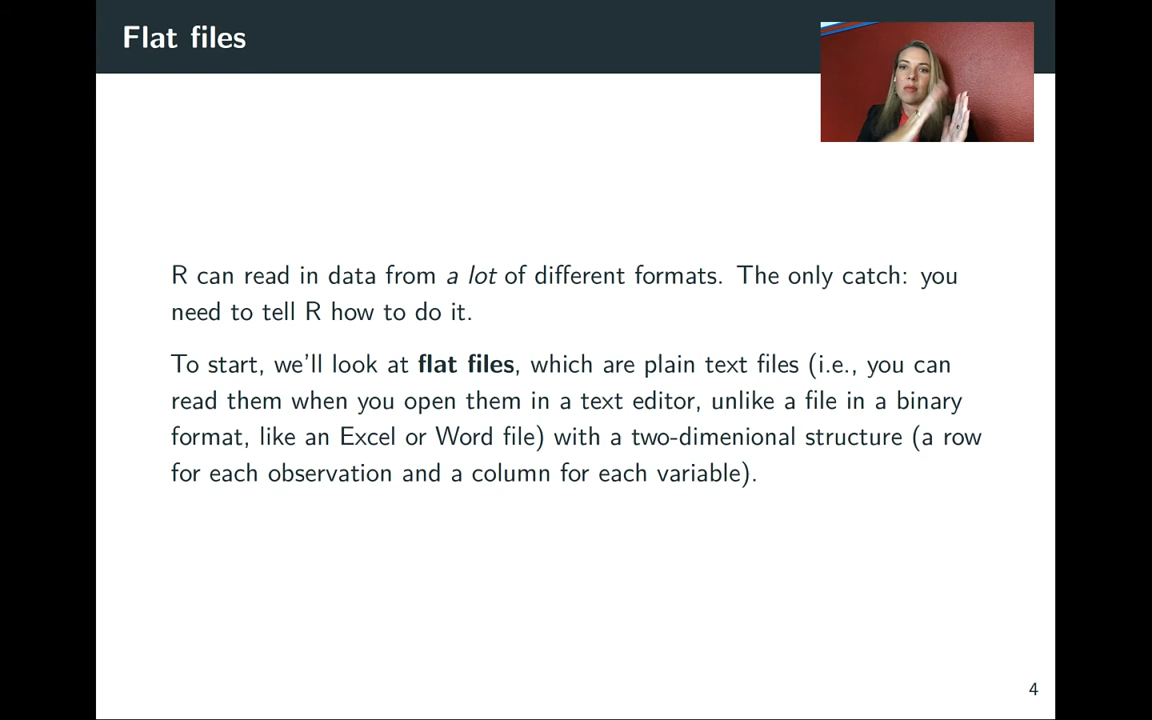 Flat files
R can read in data from a lot of different formats. The only catch: you
need to tell R how to do it.
To start, we'll look at flat files, which are plain text files (i.e., you can
read them when you open them in a text editor, unlike a file in a binary
format, like an Excel or Word file) with a two-dimenional structure (a row
for each observation and a column for each variable).
4